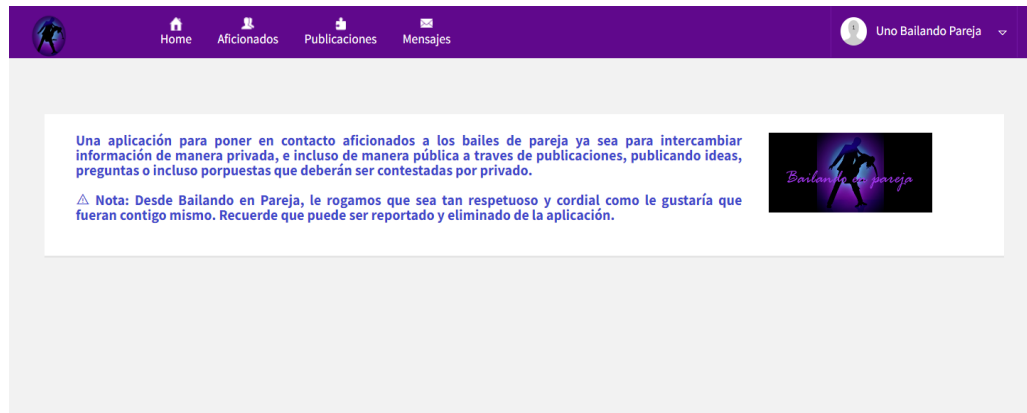 Home Aficionados Publicaciones Mensajes Uno Bailando Pareja
Una aplicación para poner en contacto aficionados a los bailes de pareja ya sea para intercambiar
información de manera privada, e incluso de manera pública a traves de publicaciones, publicando ideas,
preguntas o incluso porpuestas que deberán ser contestadas por privado.
⚠ Nota: Desde Bailando en Pareja, le rogamos que sea tan respetuoso y cordial como le gustaría que
fueran contigo mismo. Recuerde que puede ser reportado y eliminado de la aplicación.
Bailando en pareja